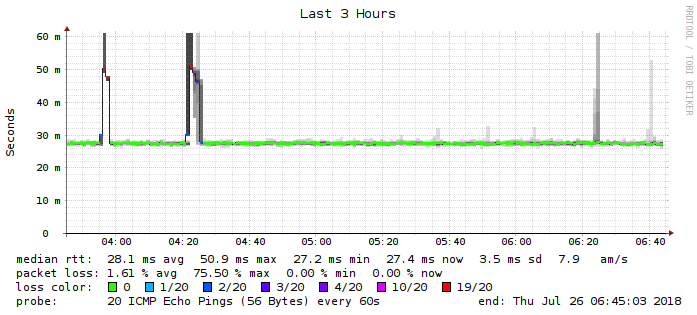 Last 3 Hours
RRDTOOL / TOBI OETIKER
Seconds
60 m
50 m
40 m
30 m
20 m
10 m
0
04:00 04:20 04:40 05:00 05:20 05:40 06:00 06:20 06:40
median rtt: 28.1 ms avg 50.9 ms max 27.2 ms min 27.4 ms now 3.5 ms sd 7.9 am/s
packet loss: 1.61 % avg 75.50 % max 0.00 % min 0.00 % now
loss color: 0 1/20 2/20 3/20 4/20 10/20 19/20
probe: 20 ICMP Echo Pings (56 Bytes) every 60s end: Thu Jul 26 06:45:03 2018